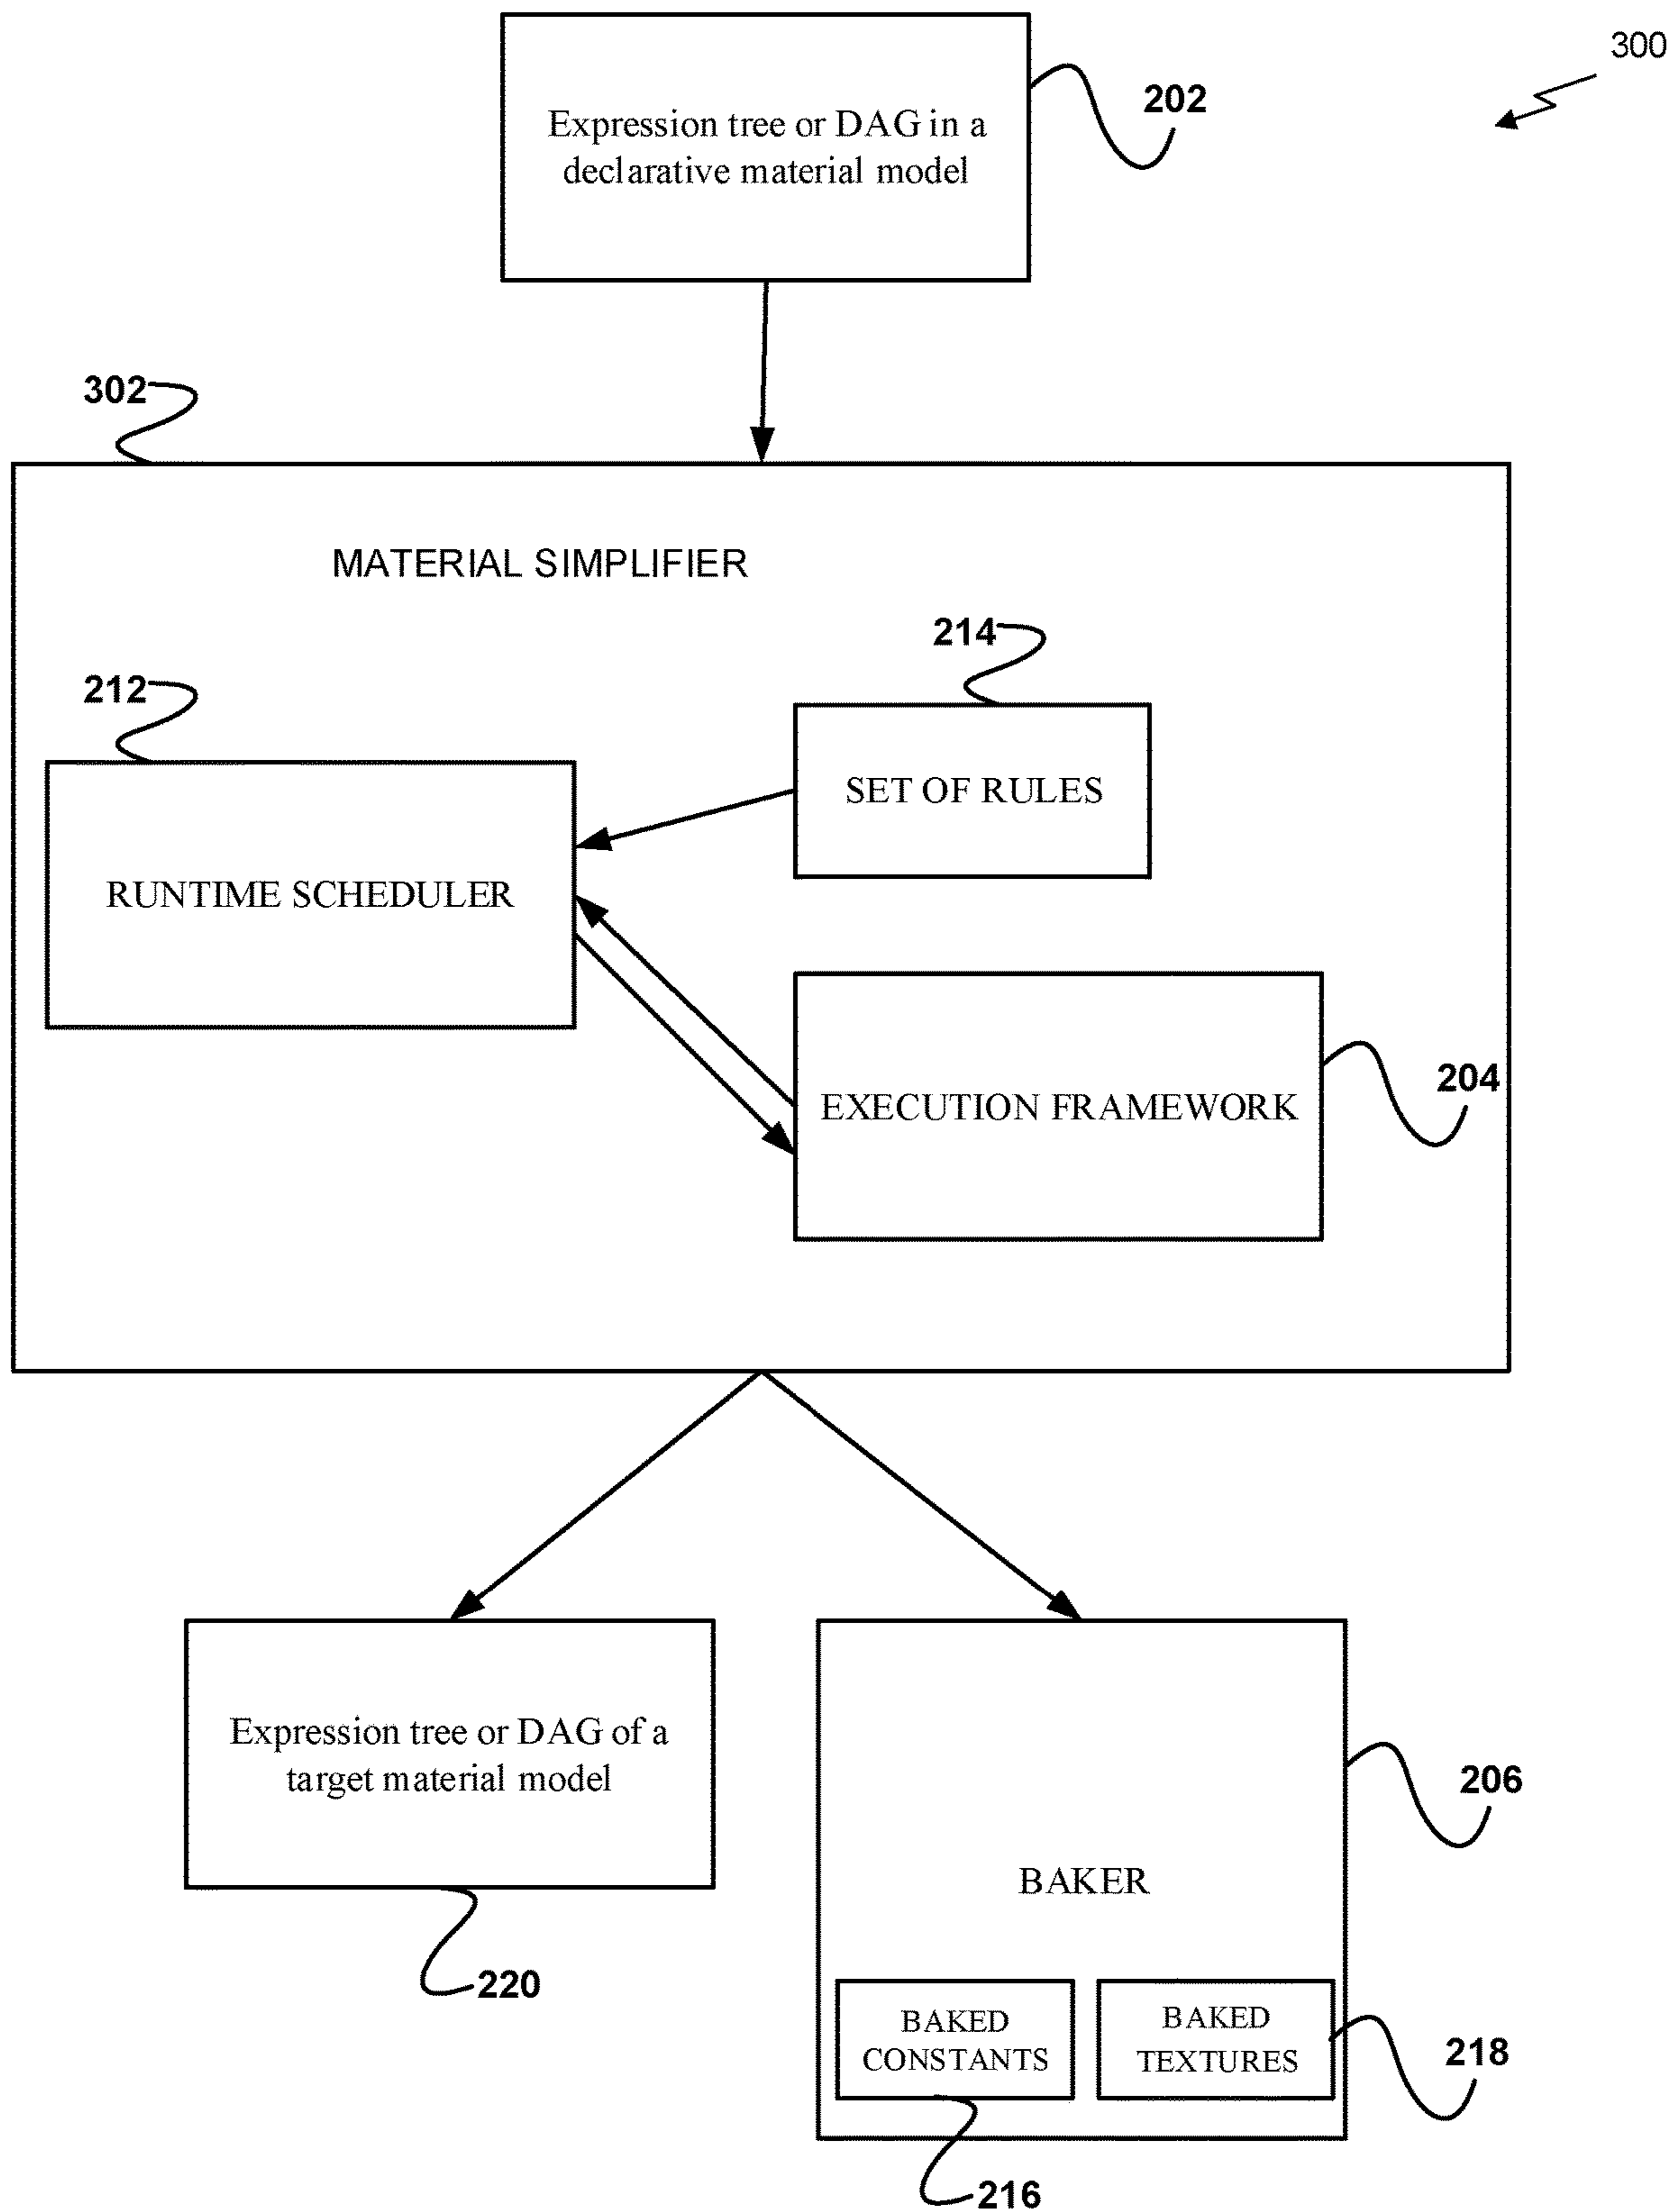 300
202
Expression tree or DAG in a
declarative material model
302
MATERIAL SIMPLIFIER
214
212
SET OF RULES
RUNTIME SCHEDULER
204
EXECUTION FRAMEWORK
Expression tree or DAG of a
target material model
206
BAKER
220
BAKED
CONSTANTS
BAKED
TEXTURES
218
216